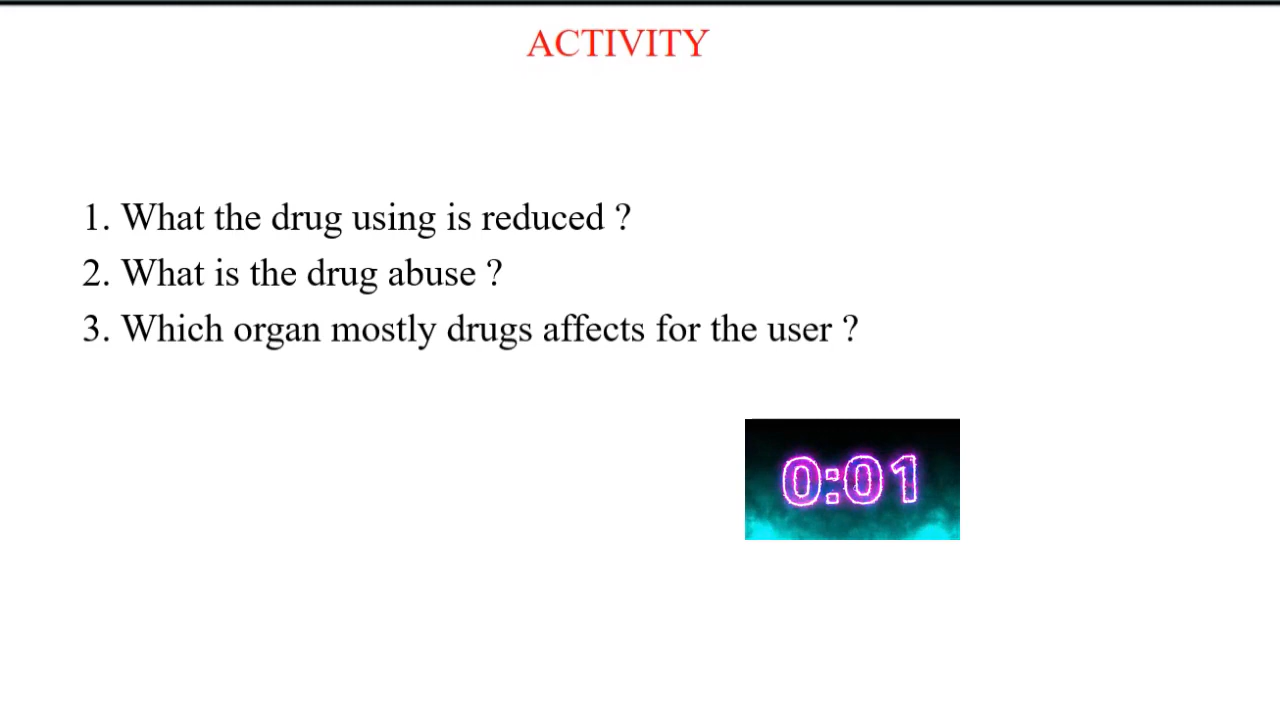 ACTIVITY
1. What the drug using is reduced ?
2. What is the drug abuse ?
3. Which organ mostly drugs affects for the user ?
0:01